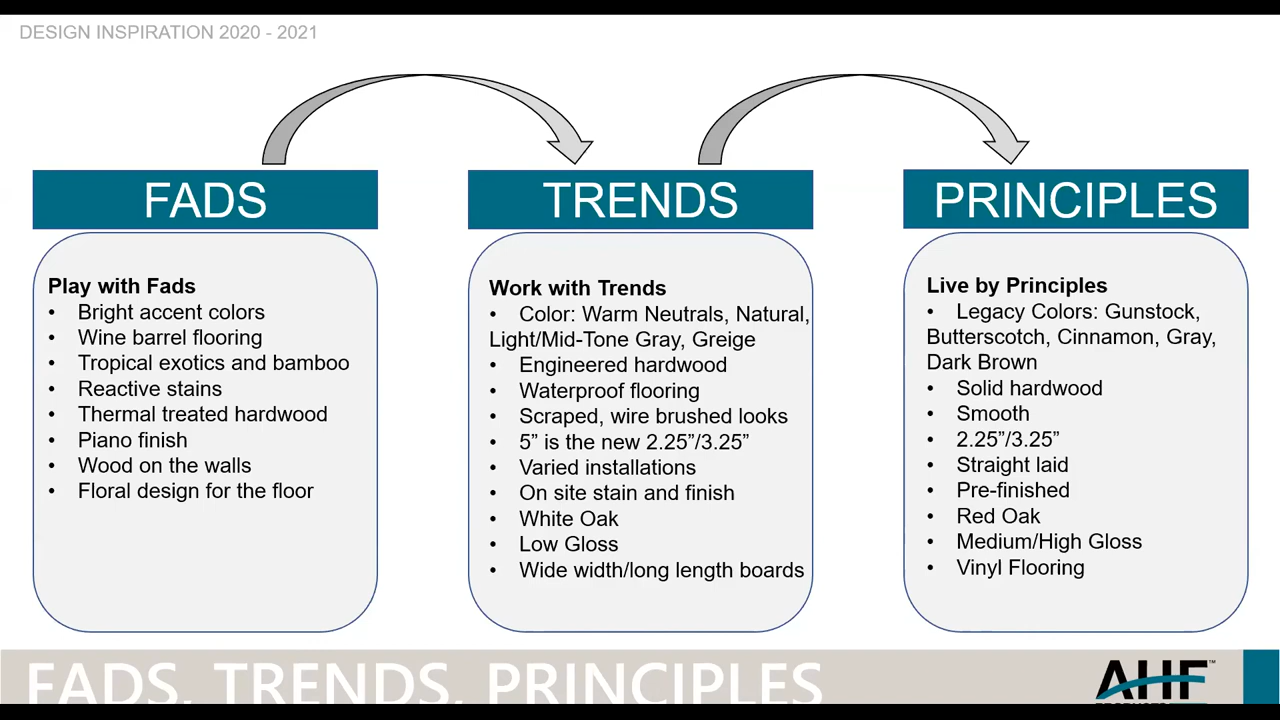 DESIGN INSPIRATION 2020 - 2021
FADS
Play with Fads
• Bright accent colors
• Wine barrel flooring
• Tropical exotics and bamboo
• Reactive stains
• Thermal treated hardwood
• Piano finish
• Wood on the walls
• Floral design for the floor
TRENDS
Work with Trends
• Color: Warm Neutrals, Natural,
Light/Mid-Tone Gray, Greige
• Engineered hardwood
• Waterproof flooring
• Scraped, wire brushed looks
• 5” is the new 2.25”/3.25”
• Varied installations
• On site stain and finish
• White Oak
• Low Gloss
• Wide width/long length boards
PRINCIPLES
Live by Principles
• Legacy Colors: Gunstock,
Butterscotch, Cinnamon, Gray,
Dark Brown
• Solid hardwood
• Smooth
• 2.25”/3.25”
• Straight laid
• Pre-finished
• Red Oak
• Medium/High Gloss
• Vinyl Flooring
FADS, TRENDS, PRINCIPLES
AHF™